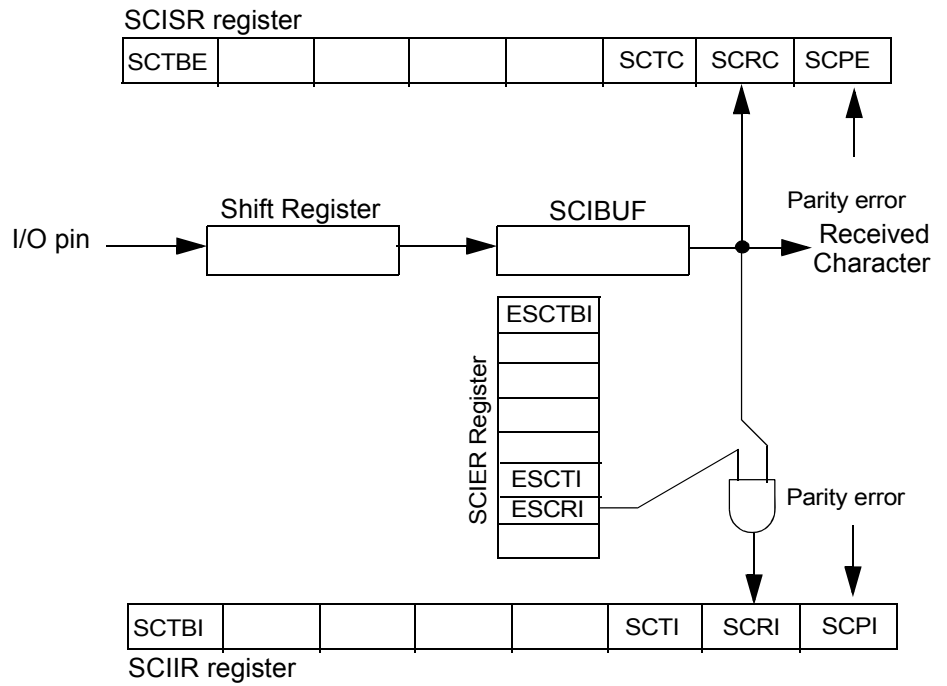 SCISR register
SCTBE SCTC SCRC SCPE
Parity error
Shift Register SCIBUF
I/O pin
Received
Character
SCIER Register
ESCTBI
ESCTI
ESCRI
Parity error
SCTBI SCTI SCRI SCPI
SCIIR register